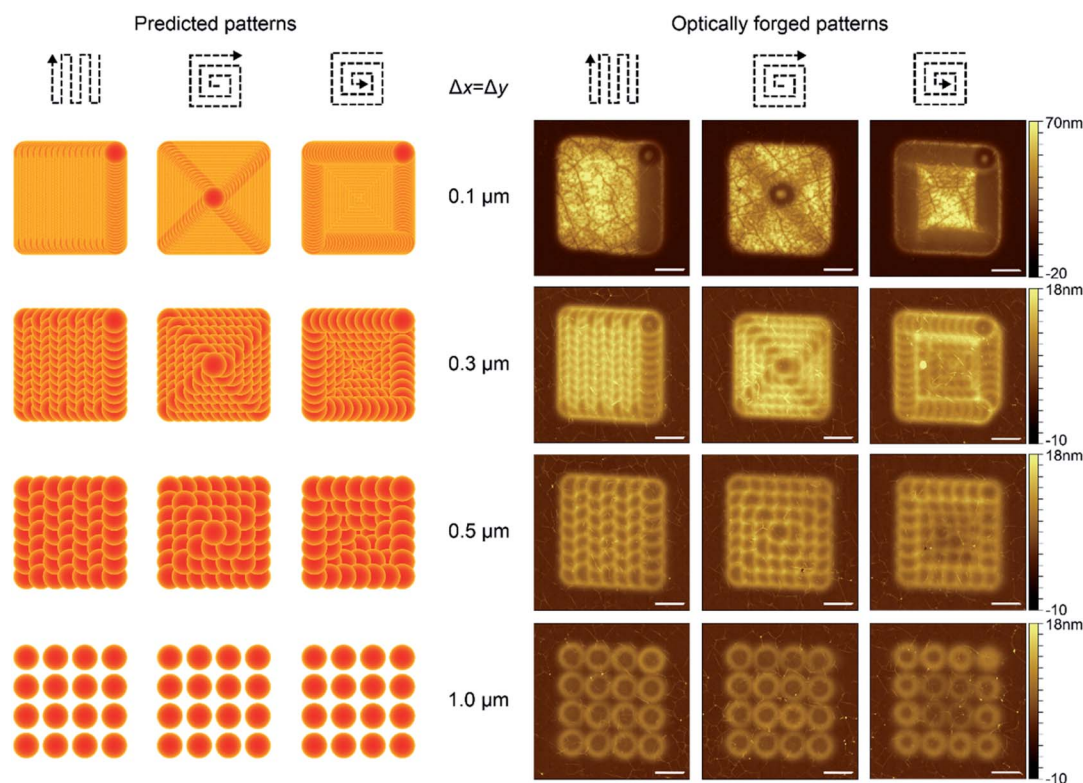 Predicted patterns
Optically forged patterns
Δx=Δy
0.1 µm
70nm
-20
0.3 µm
18nm
-10
0.5 µm
18nm
-10
1.0 µm
18nm
-10